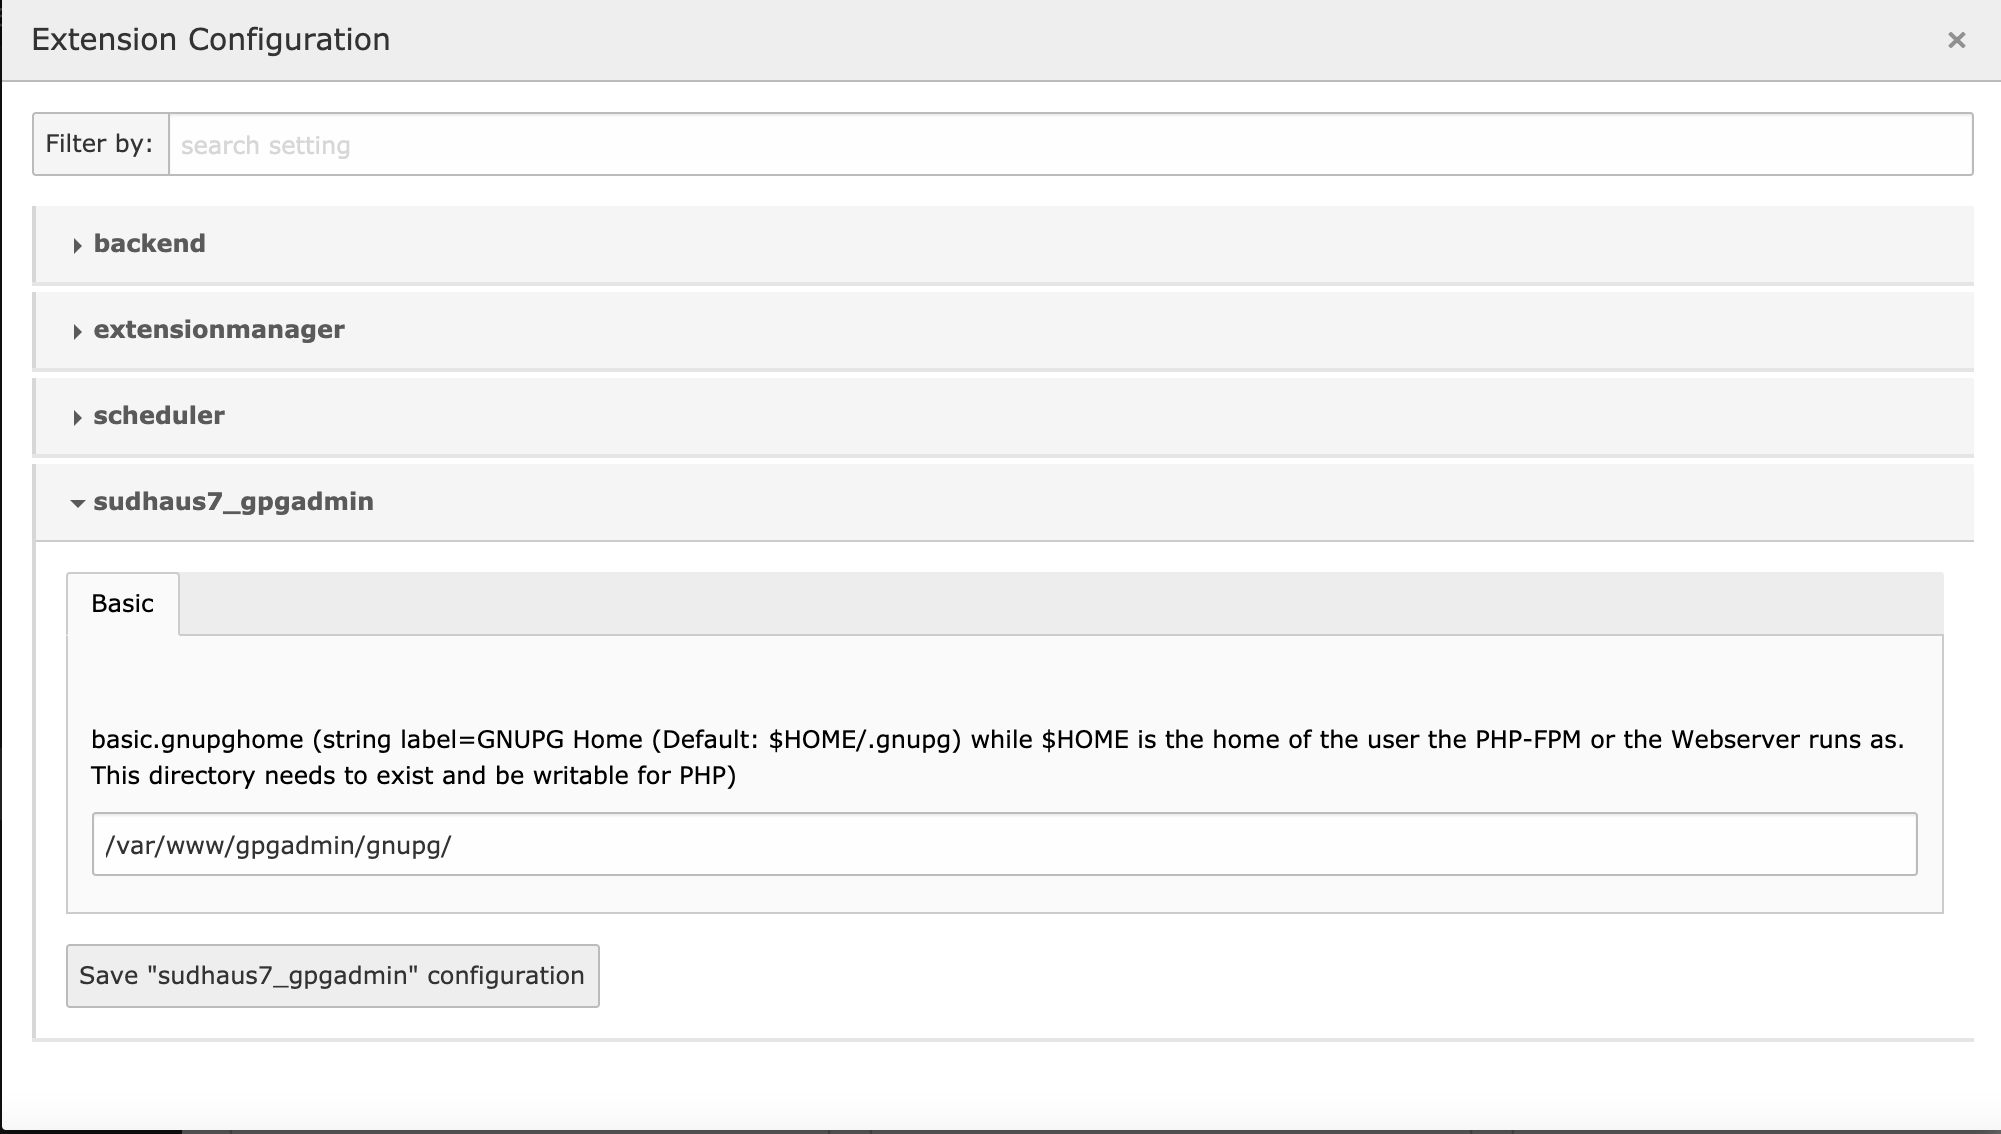 Extension Configuration
Filter by:
search setting
backend
extensionmanager
scheduler
sudhaus7_gpgadmin
Basic
basic.gnupghome (string label=GNUPG Home (Default: $HOME/.gnupg) while $HOME is the home of the user the PHP-FPM or the Webserver runs as.
This directory needs to exist and be writable for PHP)
/var/www/gpgadmin/gnupg/
Save "sudhaus7_gpgadmin" configuration